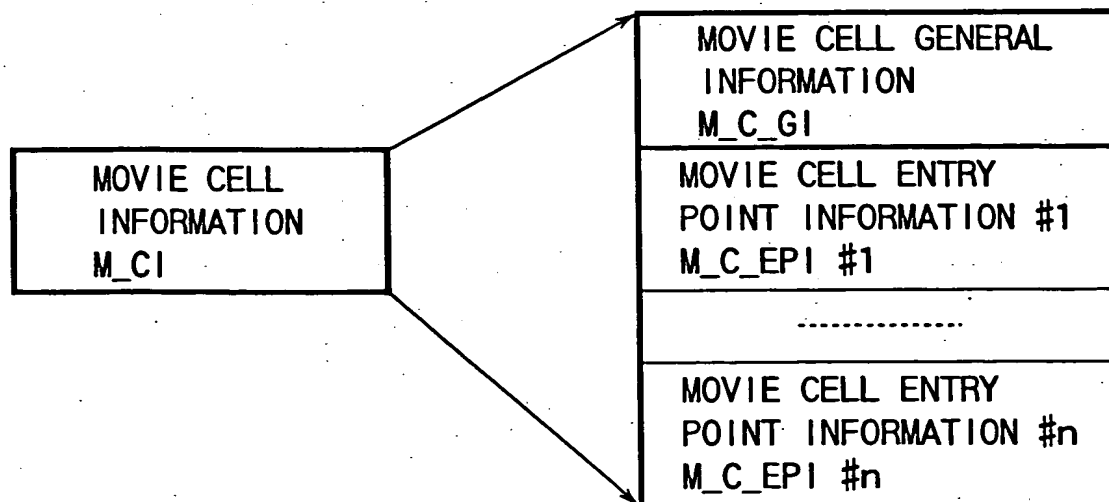 MOVIE CELL
INFORMATION
M_CI
MOVIE CELL GENERAL
INFORMATION
M_C_GI
MOVIE CELL ENTRY
POINT INFORMATION #1
M_C_EPI #1
---------------
MOVIE CELL ENTRY
POINT INFORMATION #n
M_C_EPI #n